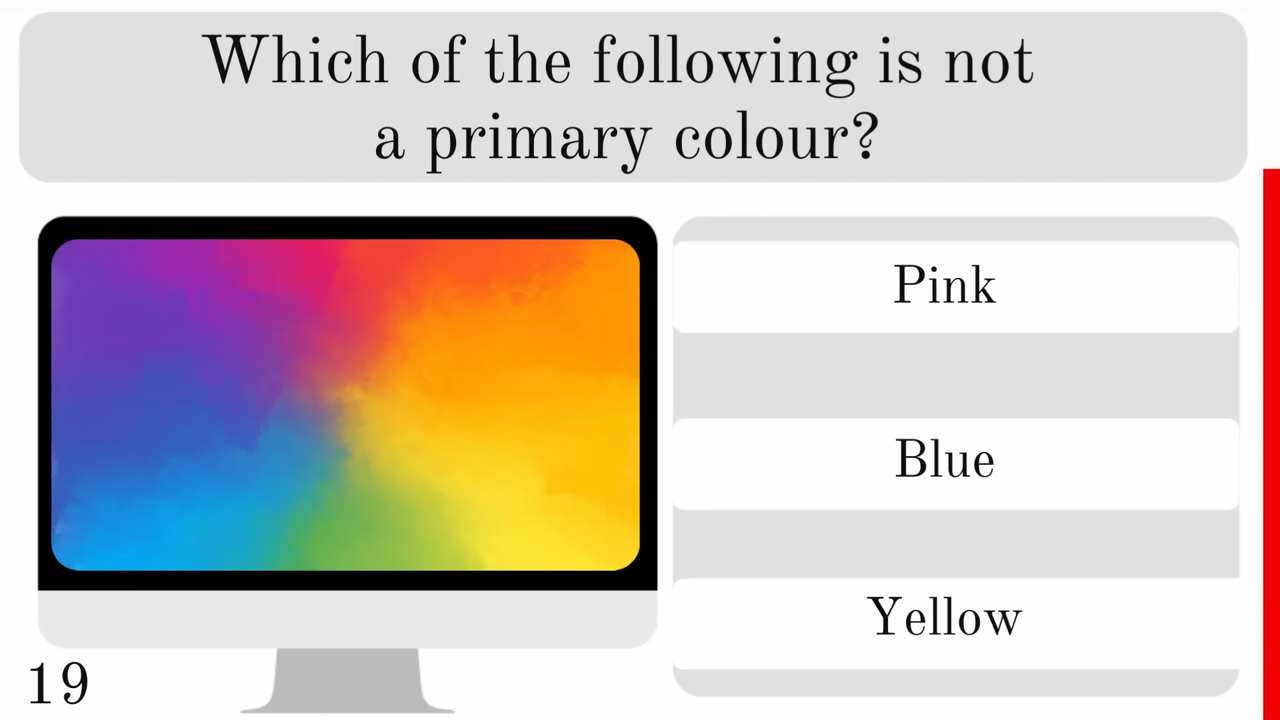 Which of the following is not
a primary colour?
Pink
Blue
Yellow
19